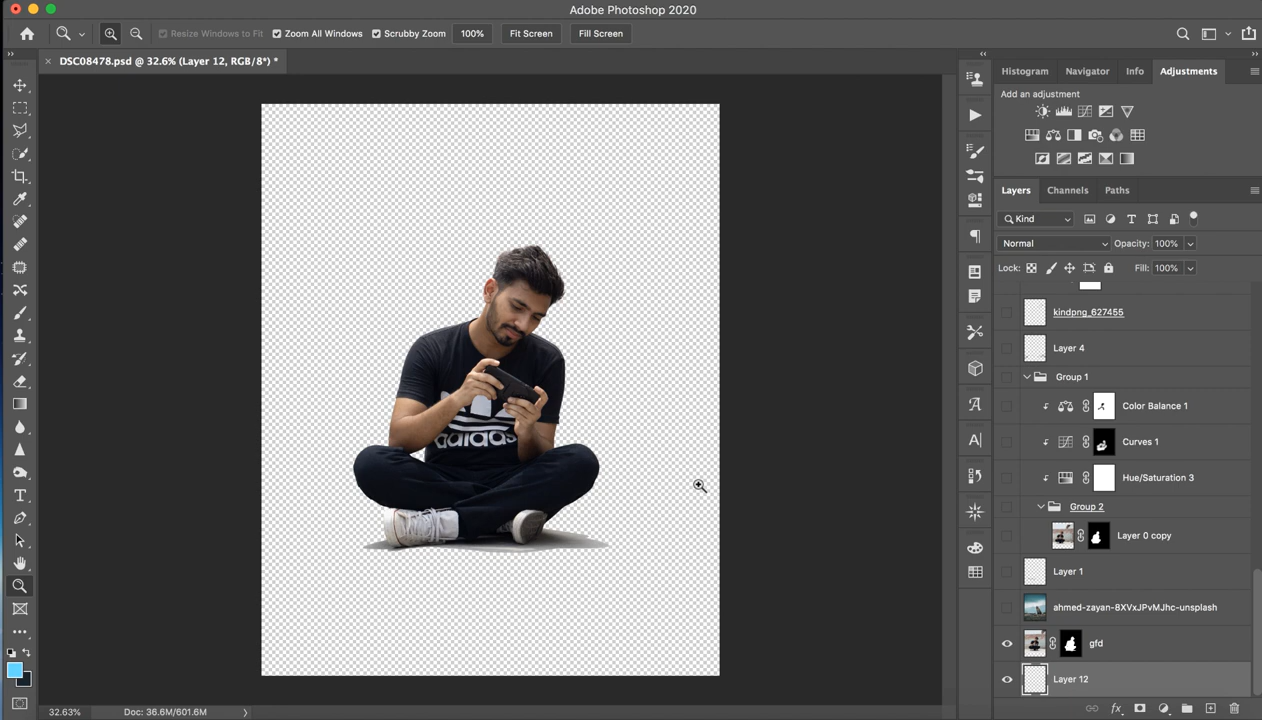 Adobe Photoshop 2020
Resize Windows to Fit
Zoom All Windows
Scrubby Zoom
100%
Fit Screen
Fill Screen
× DSC08478.psd @ 32.6% (Layer 12, RGB/8*) *
Histogram
Navigator
Info
Adjustments
Add an adjustment
Layers
Channels
Paths
Kind
Normal
Opacity: 100%
Lock:
Fill: 100%
kindpng_627455
Layer 4
Group 1
Color Balance 1
Curves 1
Hue/Saturation 3
Group 2
Layer 0 copy
Layer 1
ahmed-zayan-8XVxJPvMJhc-unsplash
gfd
Layer 12
adidas
32.63%
Doc: 36.6M/601.6M
fx